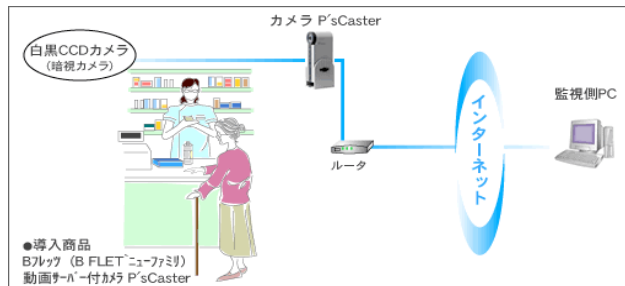 カメラ P'sCaster
白黒CCDカメラ
(暗視カメラ)
監視側PC
インターネット
ルータ
●導入商品
Bﾌﾚｯﾂ (B FLET'ﾆｭｰﾌｧﾐﾘ)
動画ｻｰﾊﾞｰ付ｶﾒﾗ P'sCaster